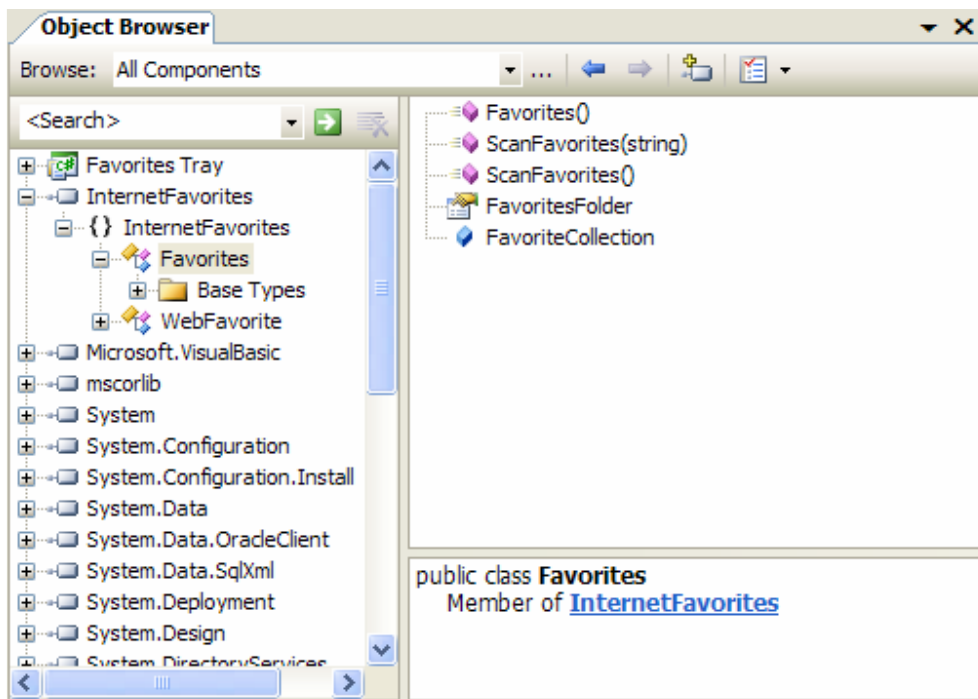 Object Browser
Browse: All Components ...
<Search>
C# Favorites Tray
InternetFavorites
{} InternetFavorites
Favorites
Base Types
WebFavorite
Microsoft.VisualBasic
mscorlib
System
System.Configuration
System.Configuration.Install
System.Data
System.Data.OracleClient
System.Data.SqlXml
System.Deployment
System.Design
System.DirectoryServices
Favorites()
ScanFavorites(string)
ScanFavorites()
FavoritesFolder
FavoriteCollection
public class Favorites
Member of InternetFavorites